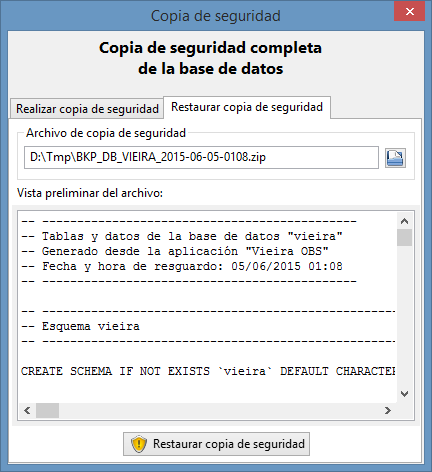 Copia de seguridad
Copia de seguridad completa
de la base de datos
Realizar copia de seguridad
Restaurar copia de seguridad
Archivo de copia de seguridad
D:\Tmp\BKP_DB_VIEIRA_2015-06-05-0108.zip
Vista preliminar del archivo:
-- ---------------------------------------------
-- Tablas y datos de la base de datos "vieira"
-- Generado desde la aplicación "Vieira OBS"
-- Fecha y hora de resguardo: 05/06/2015 01:08
-- ---------------------------------------------
-- -----------------------------------------------------
-- Esquema vieira
-- -----------------------------------------------------
CREATE SCHEMA IF NOT EXISTS `vieira` DEFAULT CHARACTER
Restaurar copia de seguridad